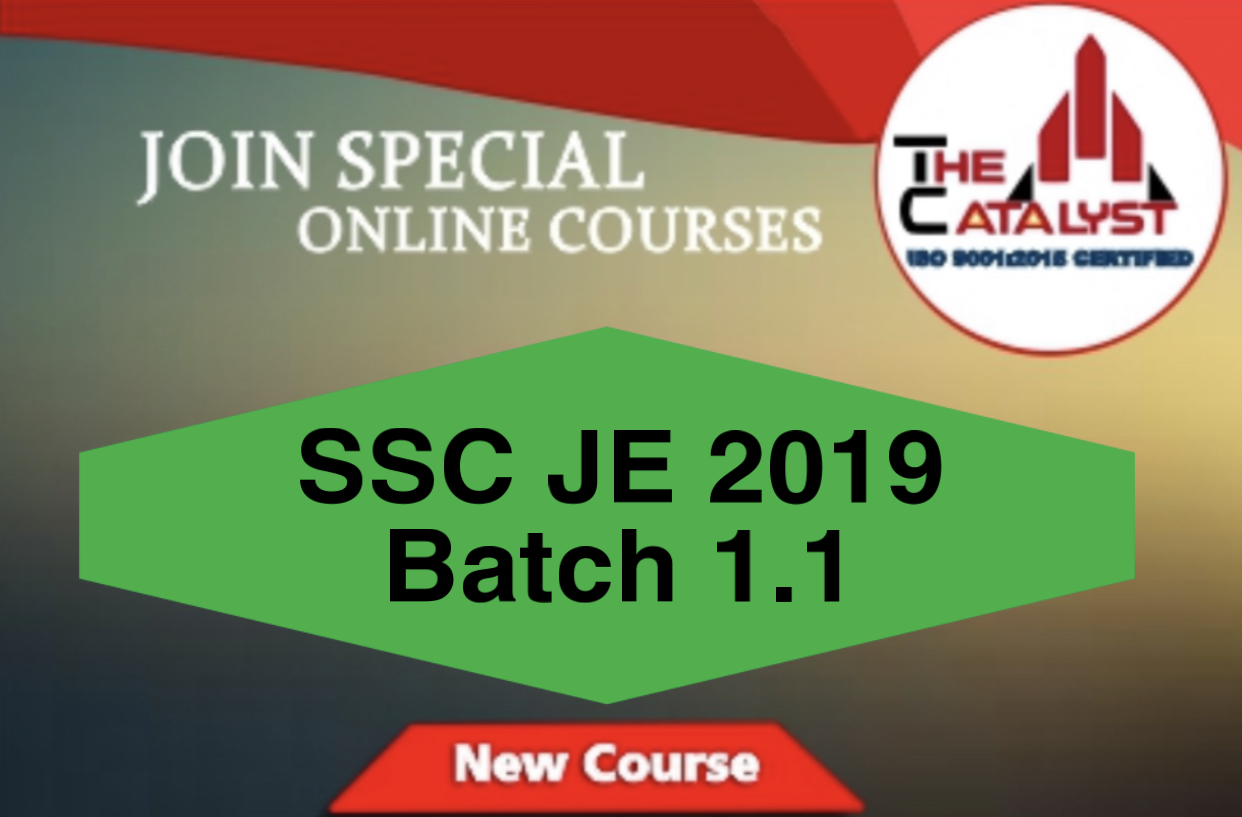 JOIN SPECIAL
ONLINE COURSES
THE
CATALYST
ISO 9001:2015 CERTIFIED
SSC JE 2019
Batch 1.1
New Course